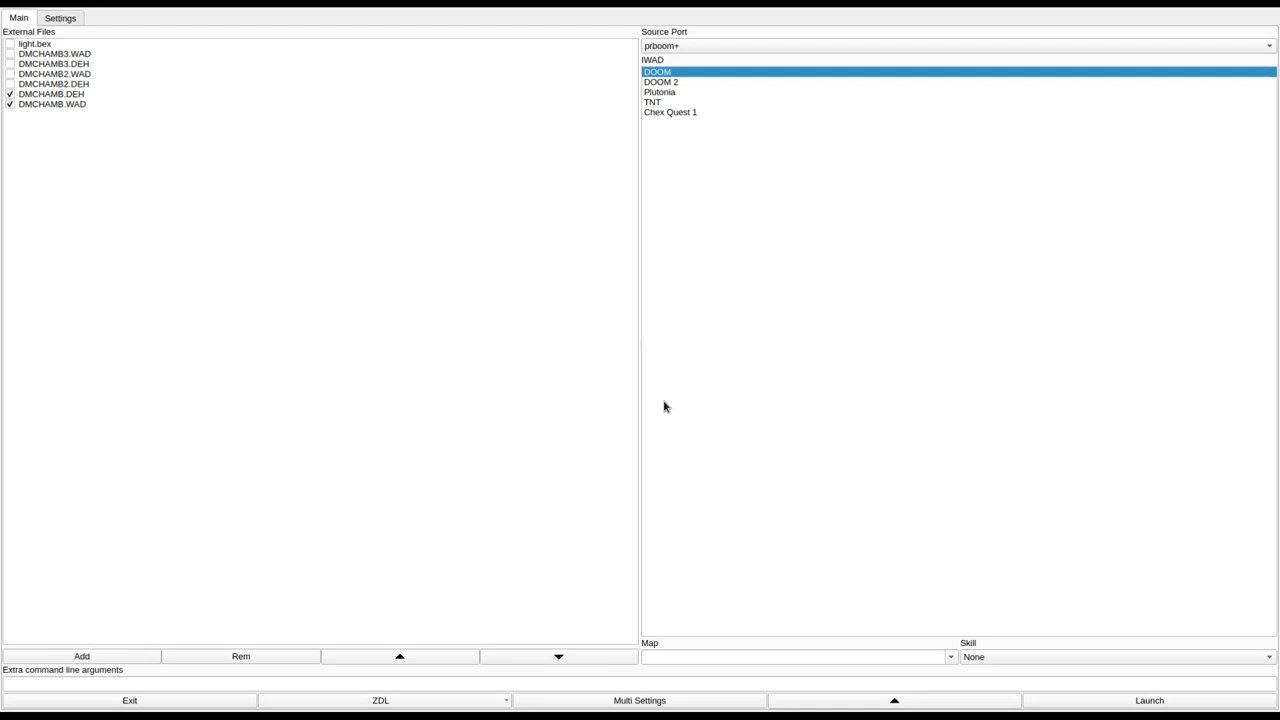 Main Settings
External Files
light.bex
DMCHAMB3.WAD
DMCHAMB3.DEH
DMCHAMB2.WAD
DMCHAMB2.DEH
DMCHAMB.DEH
DMCHAMB.WAD
Add Rem
Source Port
prboom+
IWAD
DOOM
DOOM 2
Plutonia
TNT
Chex Quest 1
Map Skill
None
Extra command line arguments
Exit ZDL Multi Settings Launch